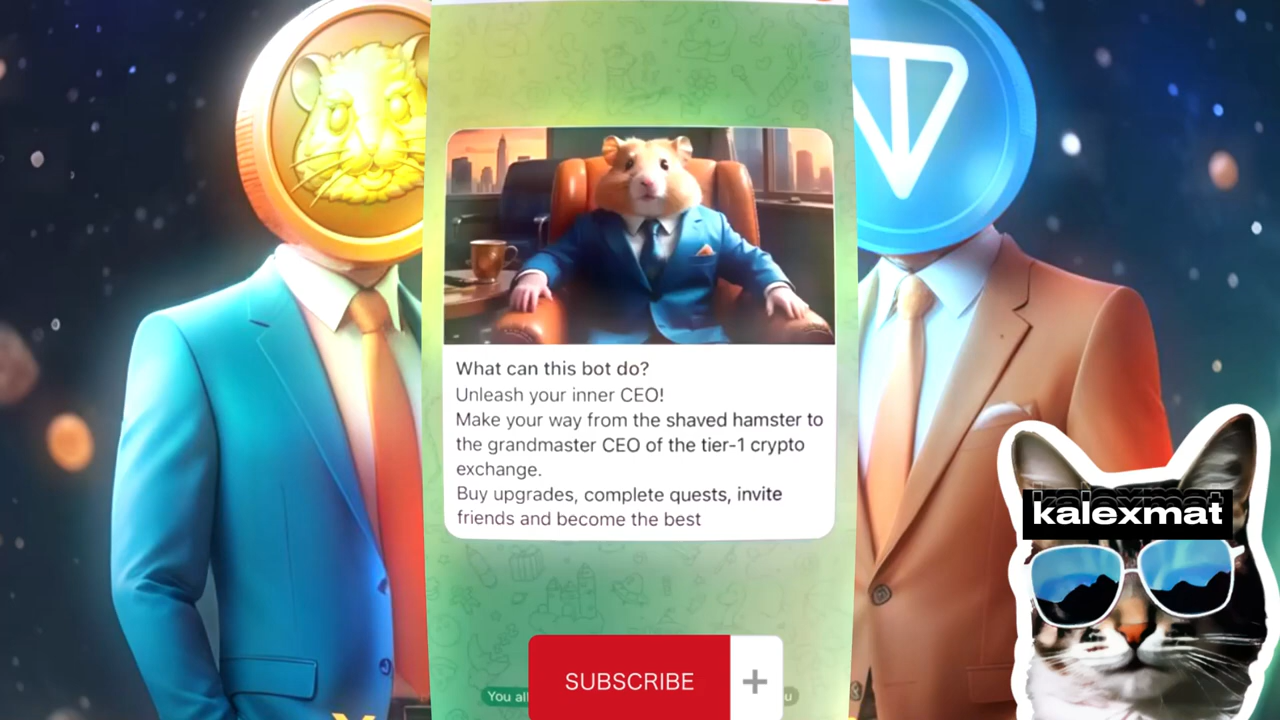 What can this bot do?
Unleash your inner CEO!
Make your way from the shaved hamster to
the grandmaster CEO of the tier-1 crypto
exchange.
Buy upgrades, complete quests, invite
friends and become the best
kalexmat
SUBSCRIBE +
You